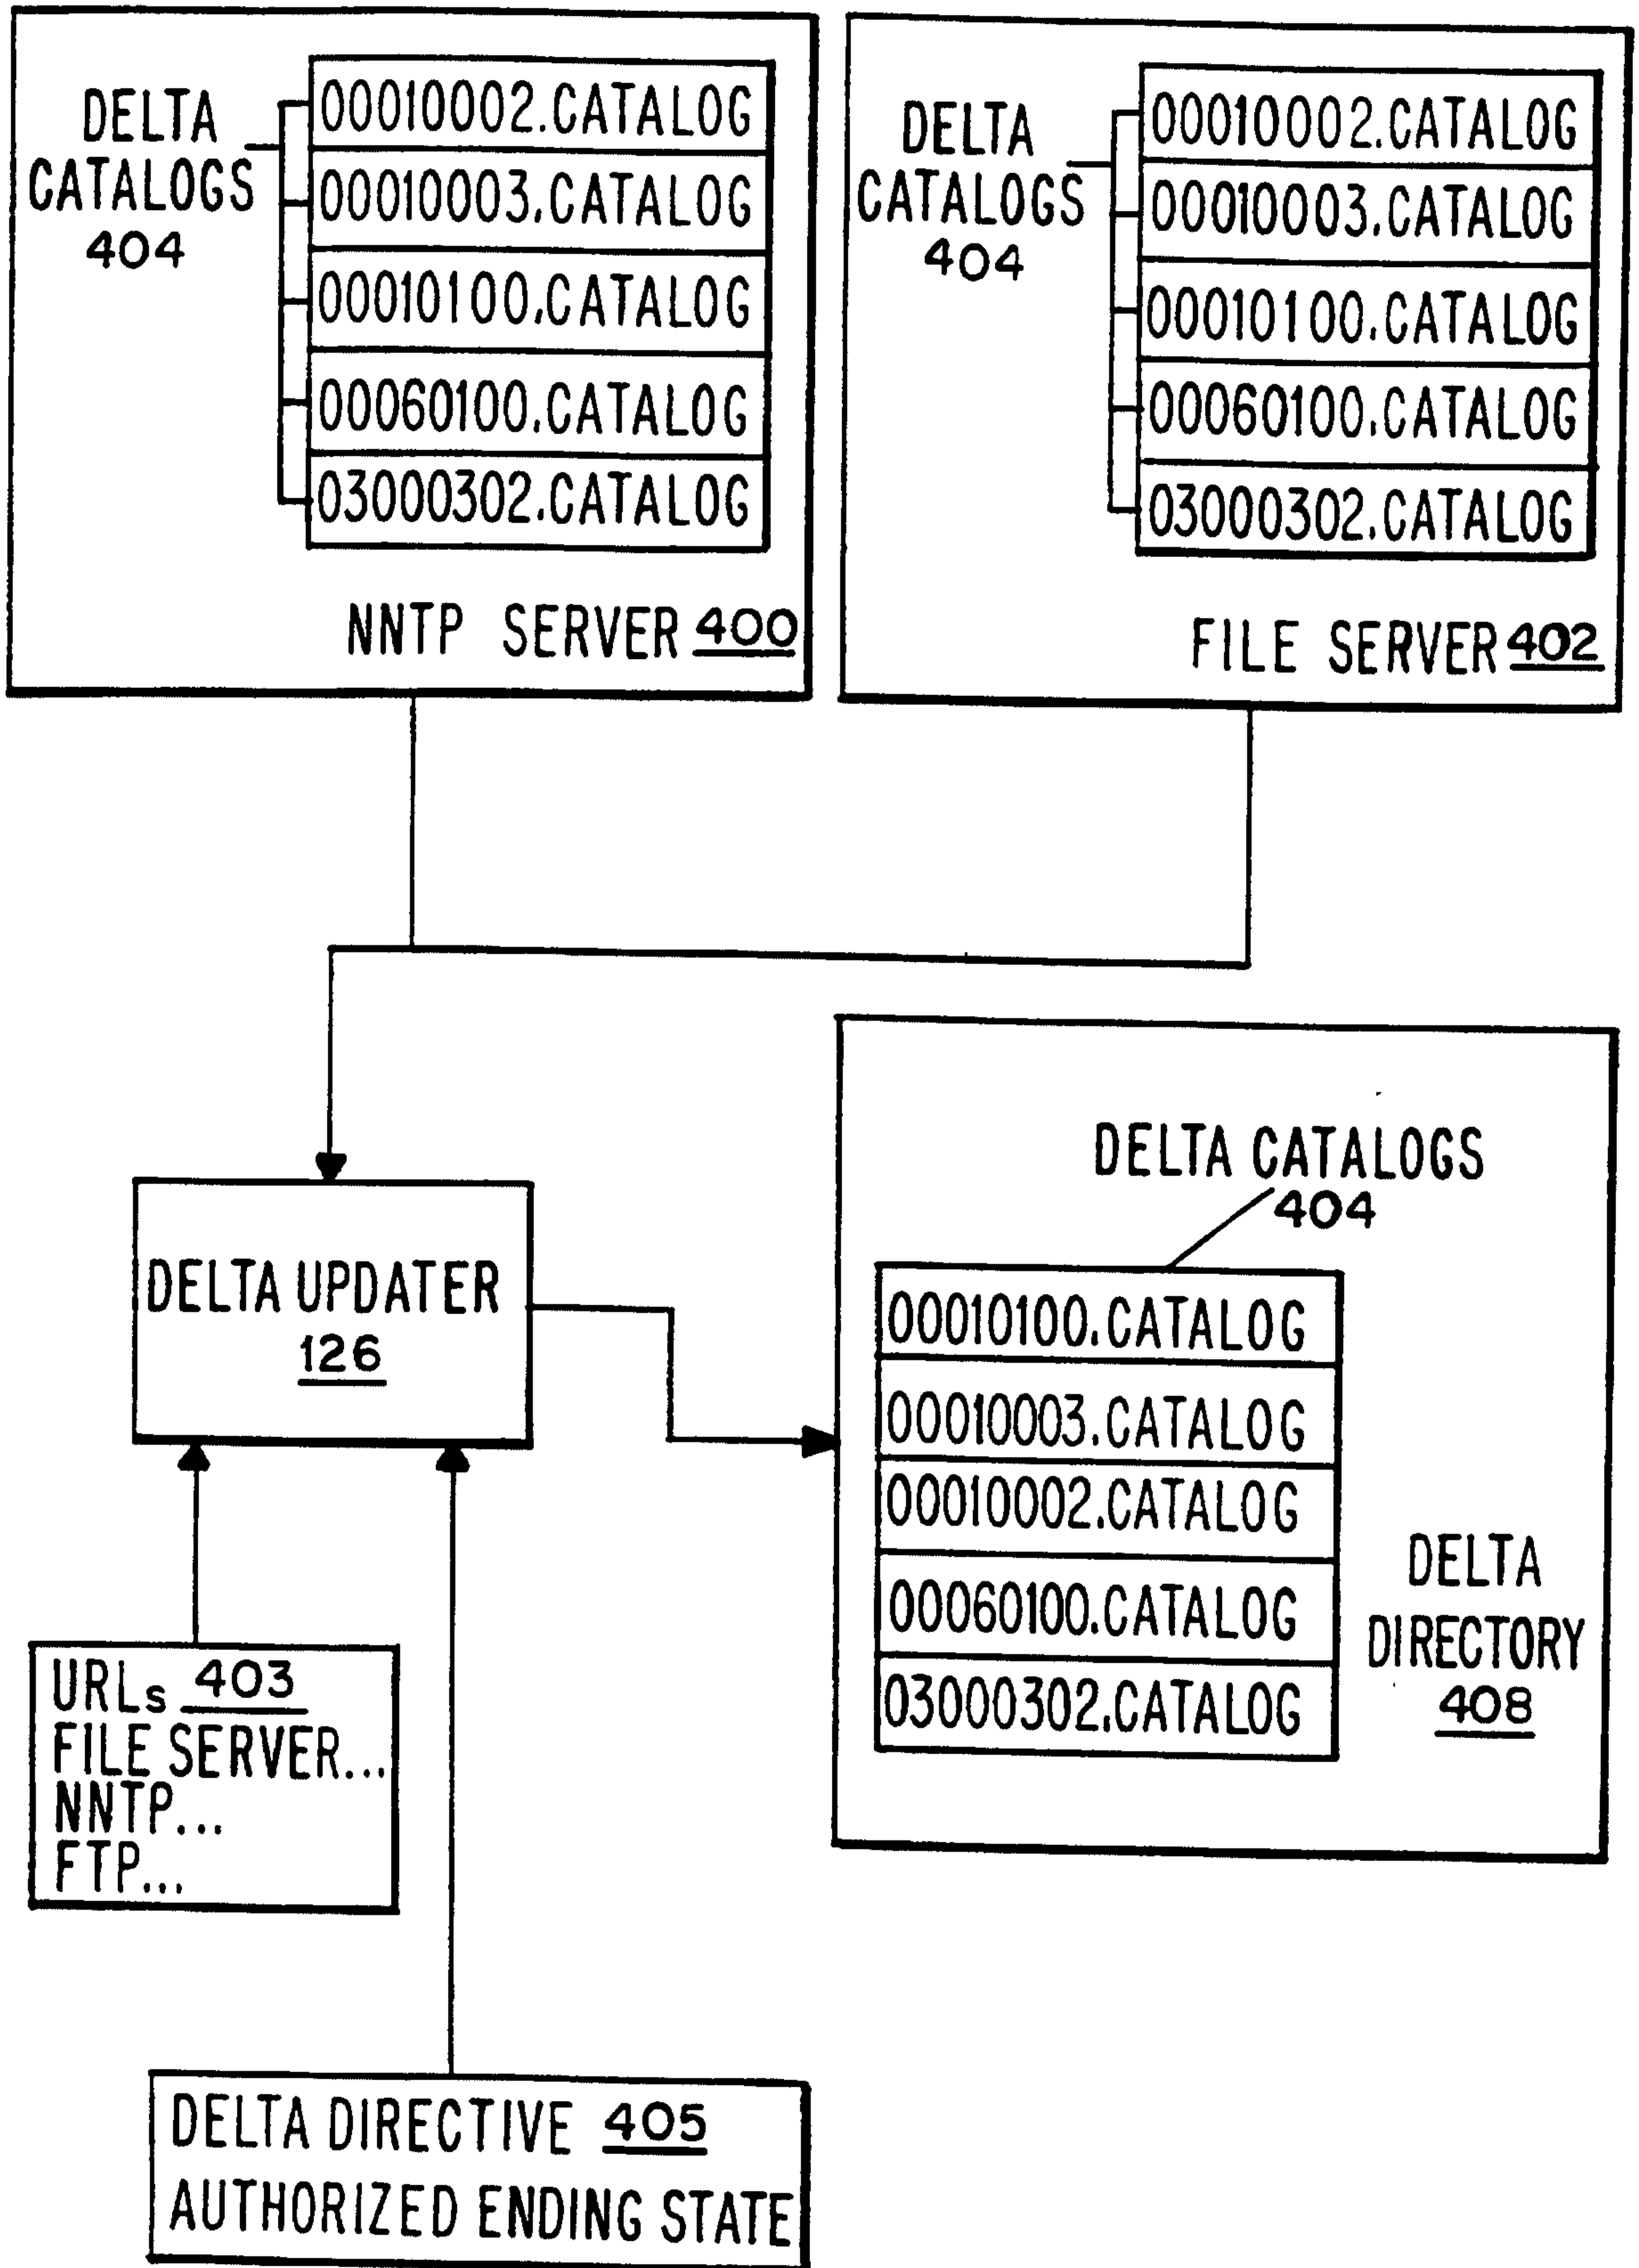 DELTA
CATALOGS
404
00010002.CATALOG
00010003.CATALOG
00010100.CATALOG
00060100.CATALOG
03000302.CATALOG
NNTP SERVER 400
DELTA
CATALOGS
404
00010002.CATALOG
00010003.CATALOG
00010100.CATALOG
00060100.CATALOG
03000302.CATALOG
FILE SERVER 402
DELTA UPDATER
126
DELTA CATALOGS
404
00010100.CATALOG
00010003.CATALOG
00010002.CATALOG
00060100.CATALOG
03000302.CATALOG
DELTA
DIRECTORY
408
URLs 403
FILE SERVER...
NNTP...
FTP...
DELTA DIRECTIVE 405
AUTHORIZED ENDING STATE